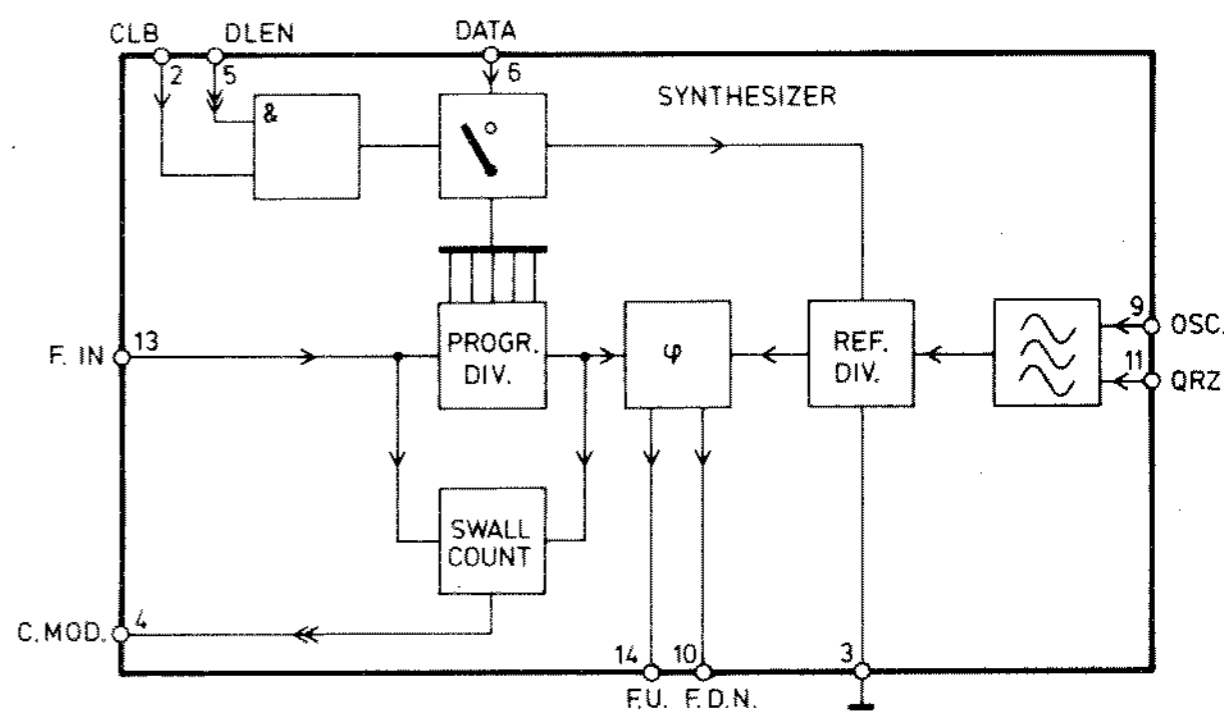 CLB DLEN DATA
2 5 6
SYNTHESIZER
&
9 OSC.
F. IN 13
PROGR.
DIV.
φ
REF.
DIV.
11 QRZ
SWALL
COUNT
C.MOD. 4
14 10 3
F.U. F.D.N.